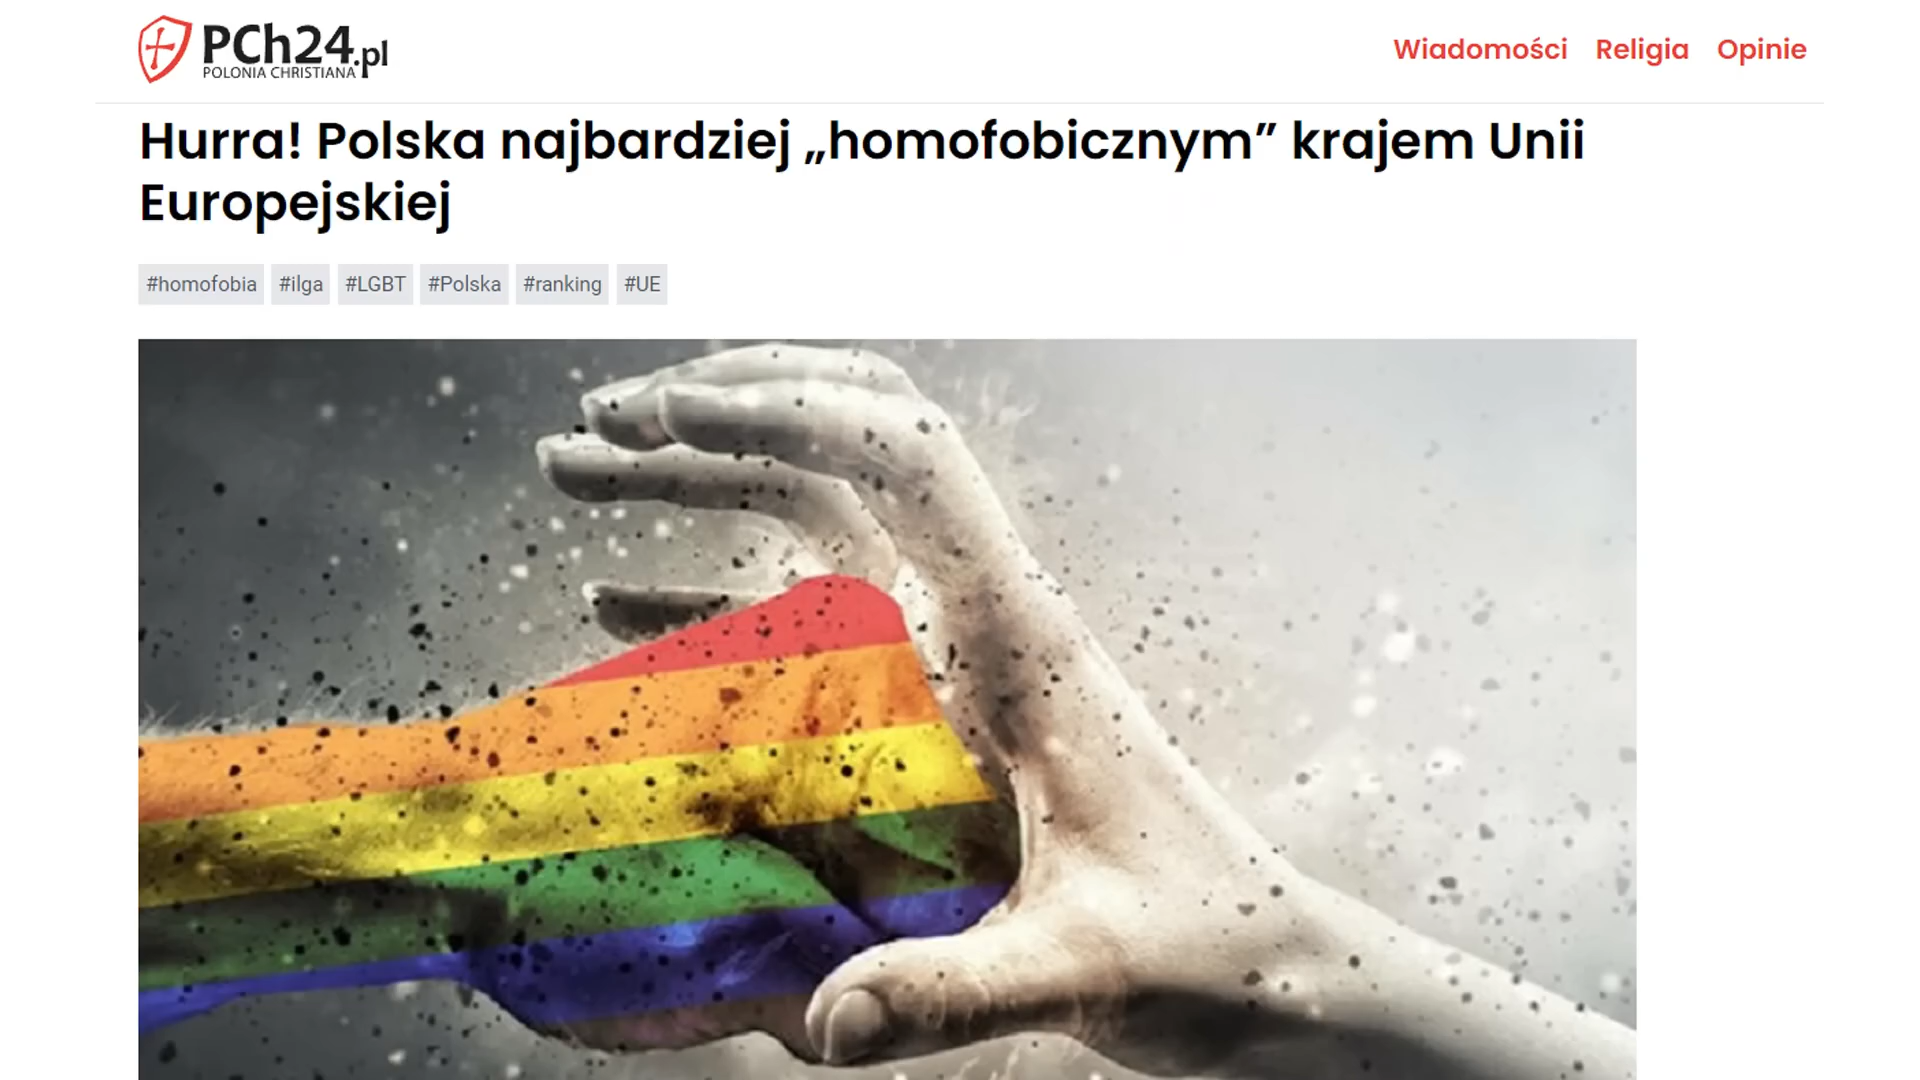 PCh24.pl
POLONIA CHRISTIANA
Wiadomości Religia Opinie
Hurra! Polska najbardziej „homofobicznym” krajem Unii
Europejskiej
#homofobia #ilga #LGBT #Polska #ranking #UE